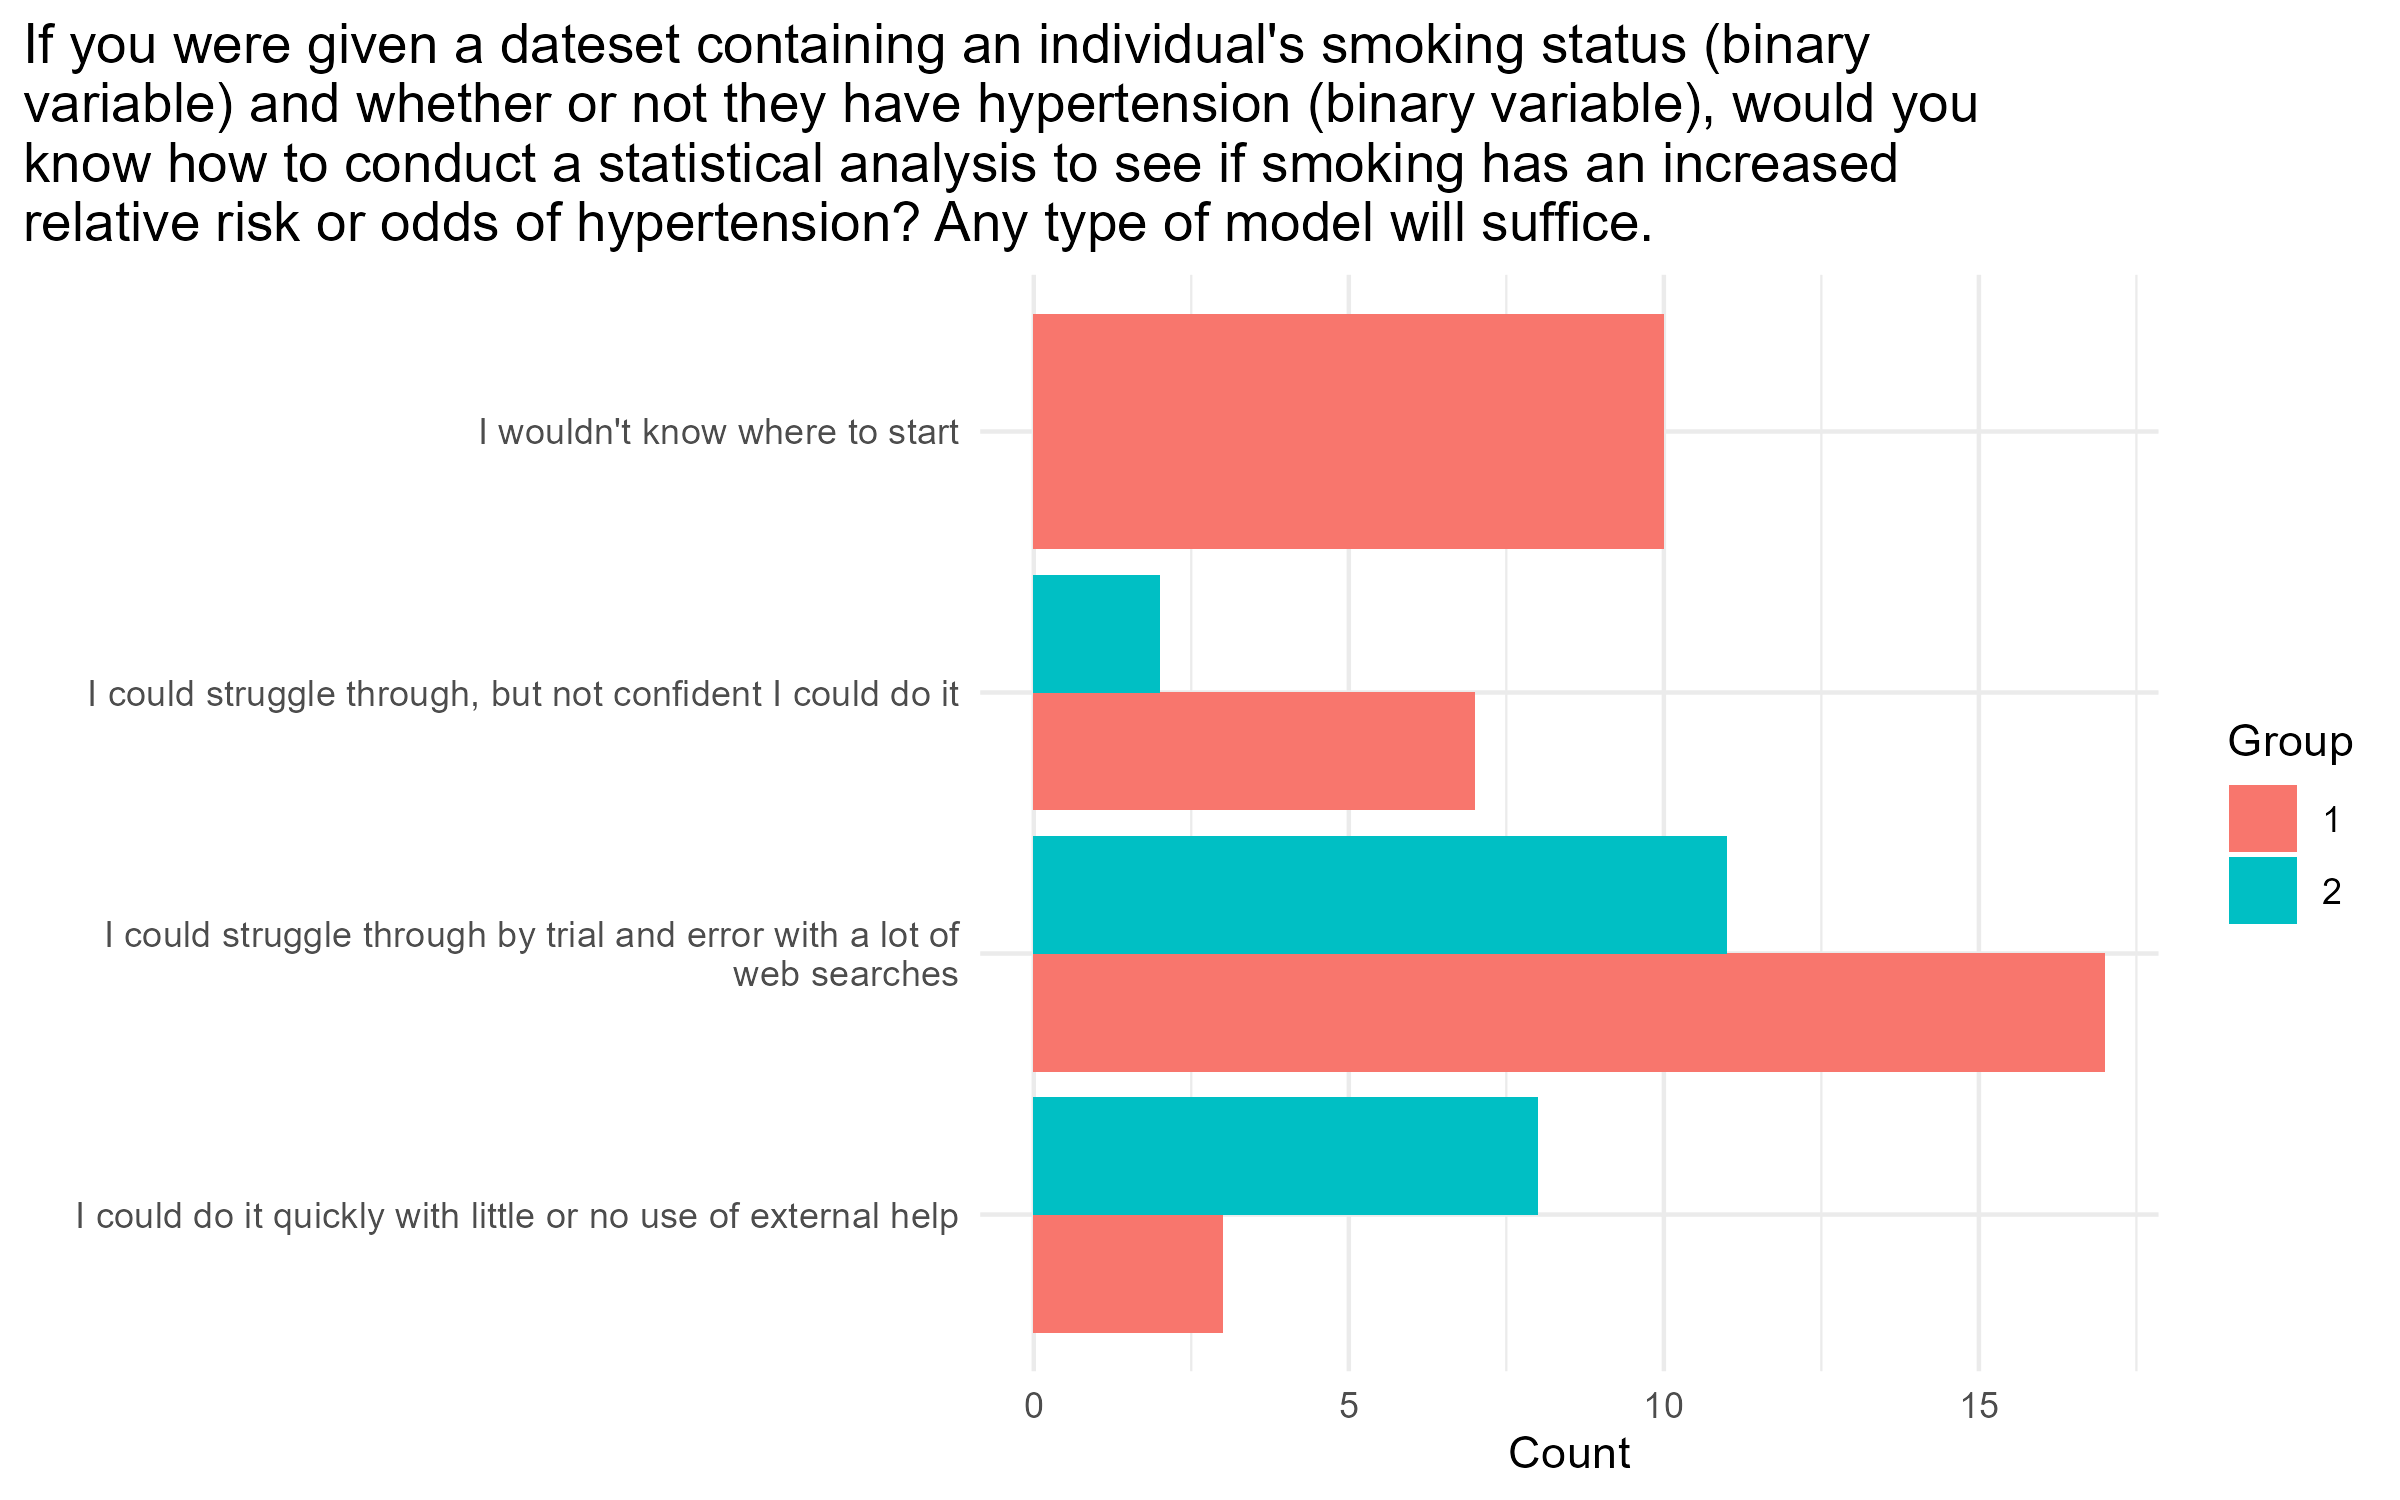 If you were given a dateset containing an individual's smoking status (binary
variable) and whether or not they have hypertension (binary variable), would you
know how to conduct a statistical analysis to see if smoking has an increased
relative risk or odds of hypertension? Any type of model will suffice.
I wouldn't know where to start
I could struggle through, but not confident I could do it
I could struggle through by trial and error with a lot of
web searches
I could do it quickly with little or no use of external help
0 5 10 15
Count
Group
1
2